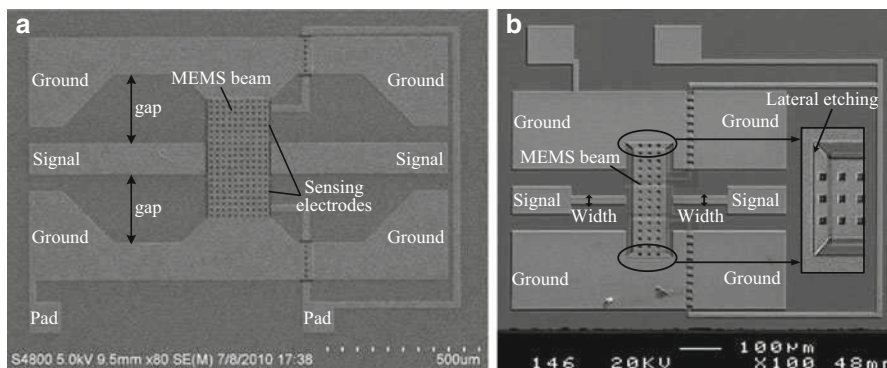 a
Ground
MEMS beam
Ground
gap
Signal
Signal
gap
Sensing
electrodes
Ground
Ground
Pad
Pad
S4800 5.0kV 9.5mm x80 SE(M) 7/8/2010 17:38
500um
b
Lateral etching
Ground
Ground
MEMS beam
Signal
Width
Width
Signal
Ground
Ground
146 20KV 100μm X100 48mm